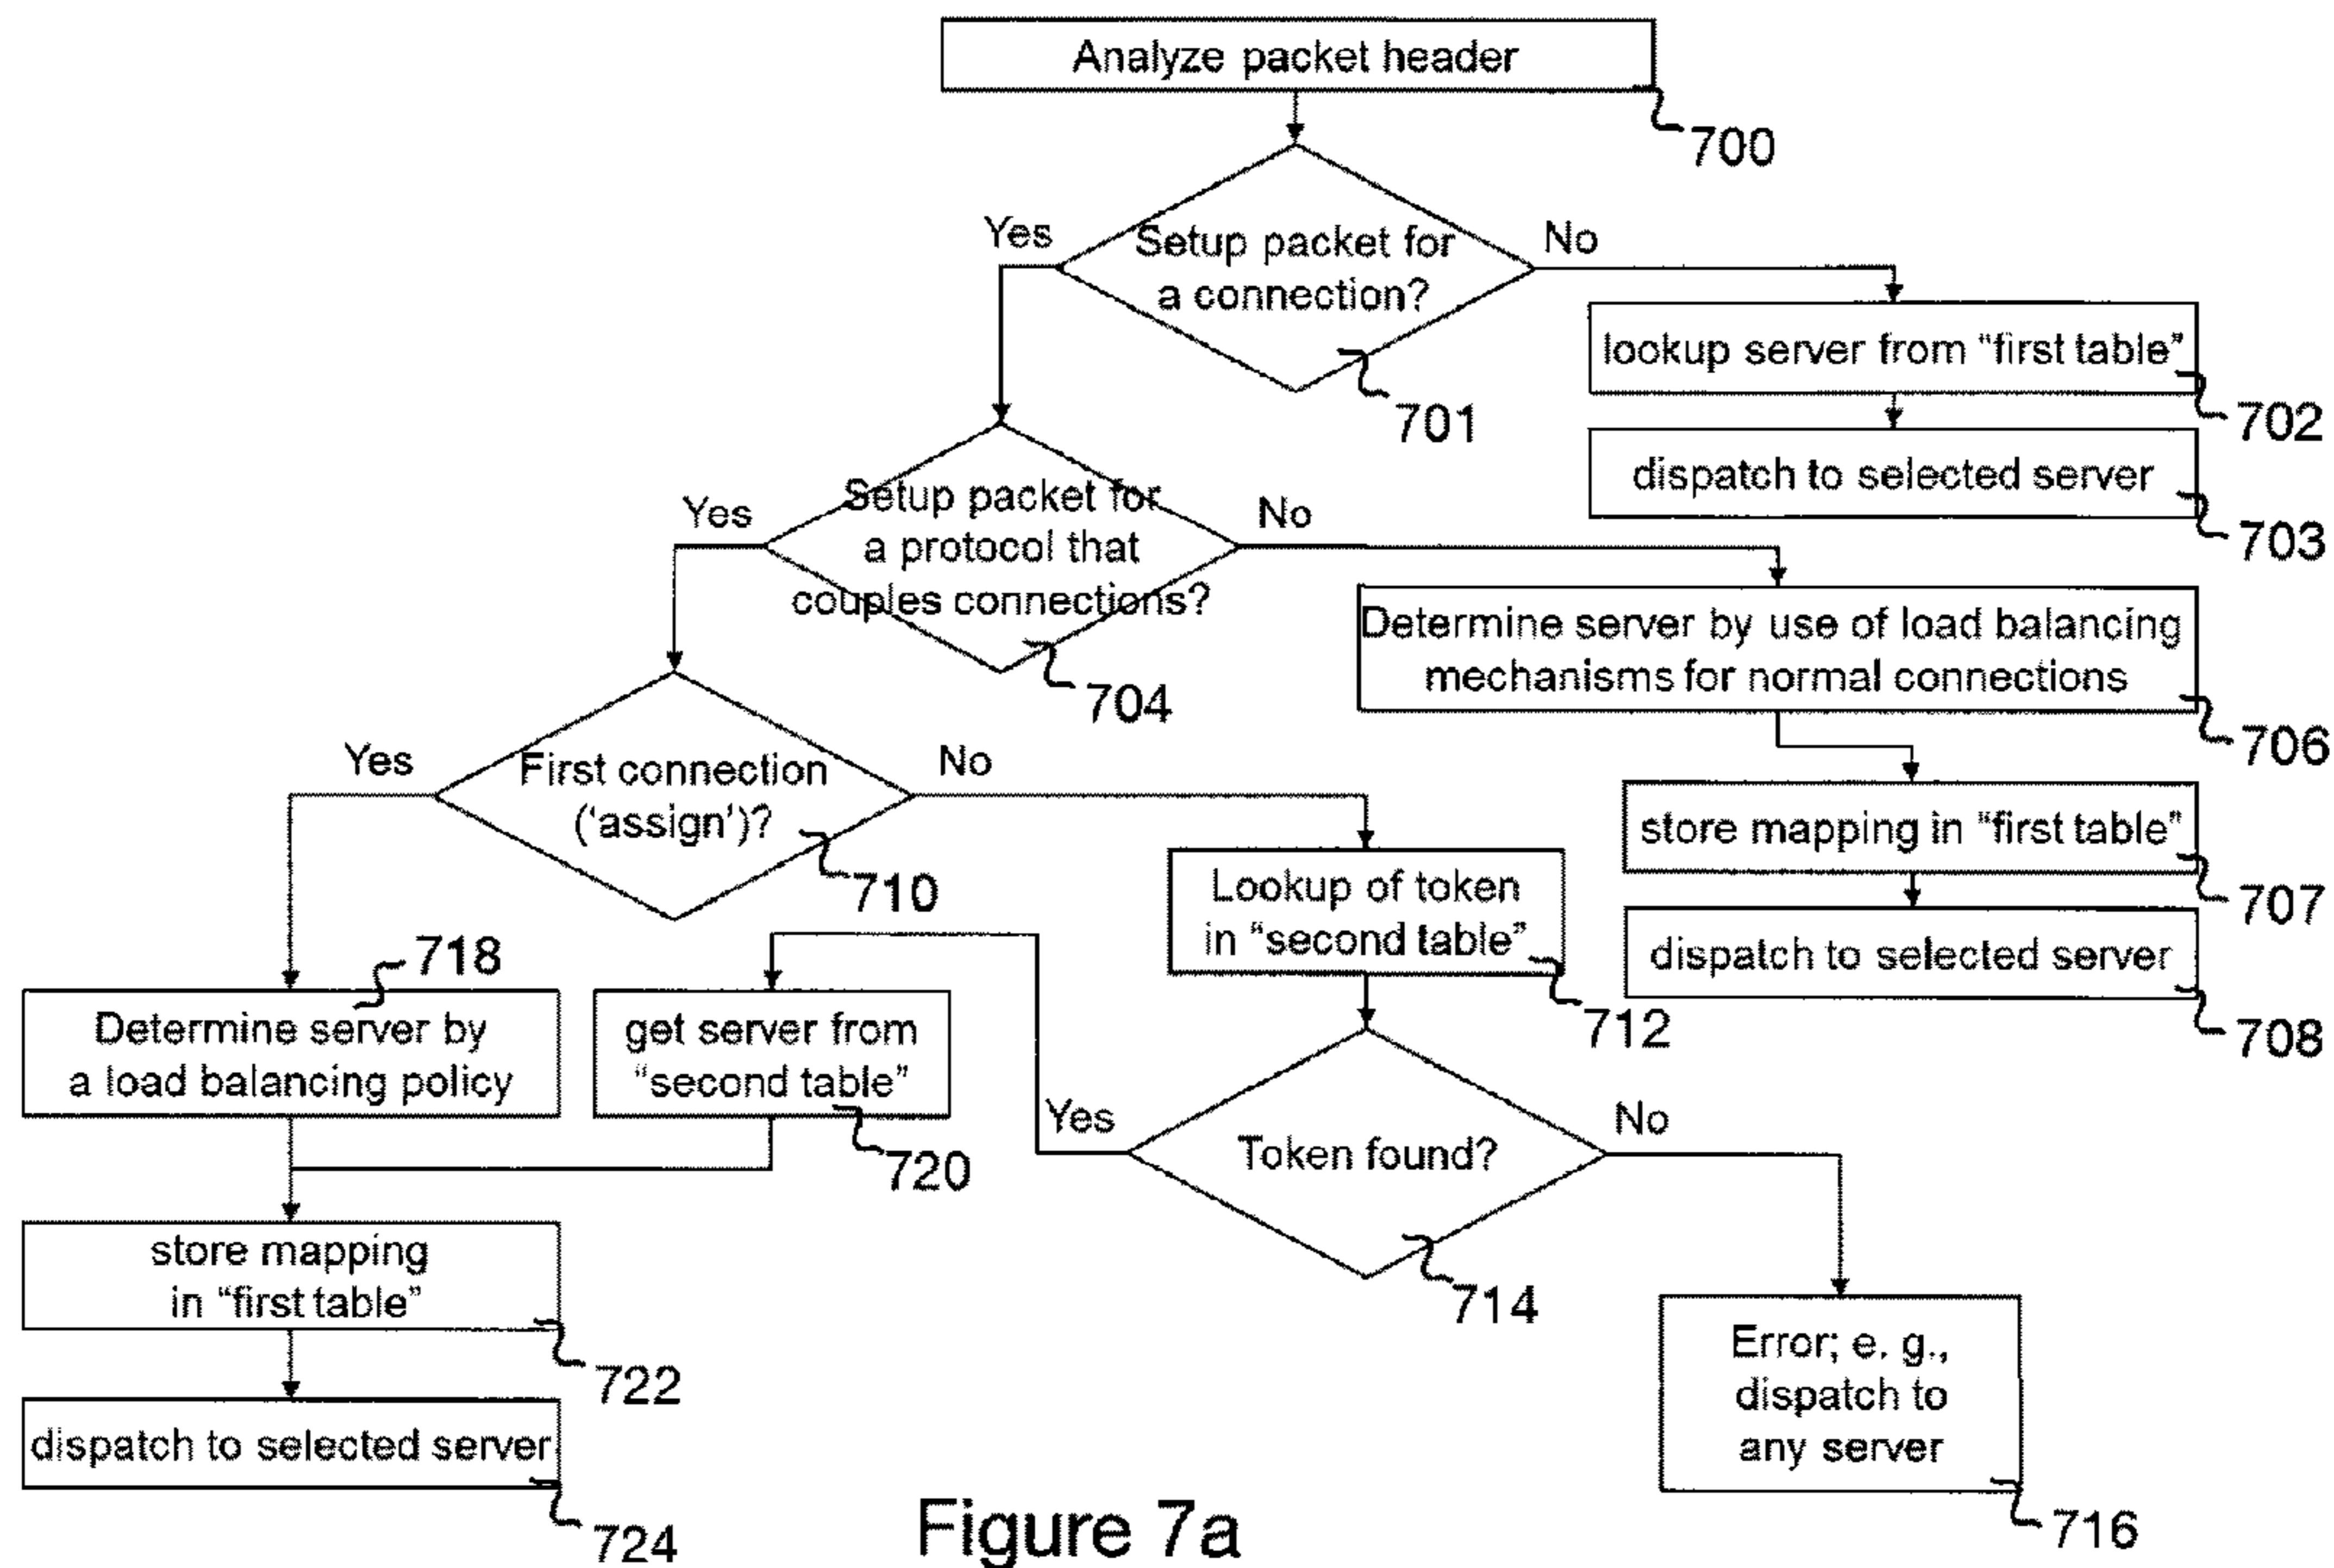 Analyze packet header
700
Setup packet for
a connection?
Yes
No
701
lookup server from “first table”
702
dispatch to selected server
703
Setup packet for
a protocol that
couples connections?
Yes
No
704
Determine server by use of load balancing
mechanisms for normal connections
706
store mapping in “first table”
707
dispatch to selected server
708
First connection
(‘assign’)?
Yes
No
710
Lookup of token
in “second table”
712
Token found?
Yes
No
714
Error; e. g.,
dispatch to
any server
716
718
Determine server by
a load balancing policy
get server from
“second table”
720
store mapping
in “first table”
722
dispatch to selected server
724
Figure 7a